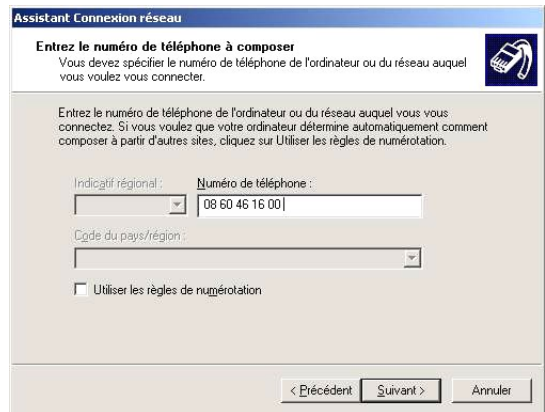 Assistant Connexion réseau
Entrez le numéro de téléphone à composer
Vous devez spécifier le numéro de téléphone de l'ordinateur ou du réseau auquel
vous voulez vous connecter.
Entrez le numéro de téléphone de l'ordinateur ou du réseau auquel vous vous
connectez. Si vous voulez que votre ordinateur détermine automatiquement comment
composer à partir d'autres sites, cliquez sur Utiliser les règles de numérotation.
Indicatif régional :
Numéro de téléphone :
08 60 46 16 00
Code du pays/région :
Utiliser les règles de numérotation
< Précédent
Suivant >
Annuler